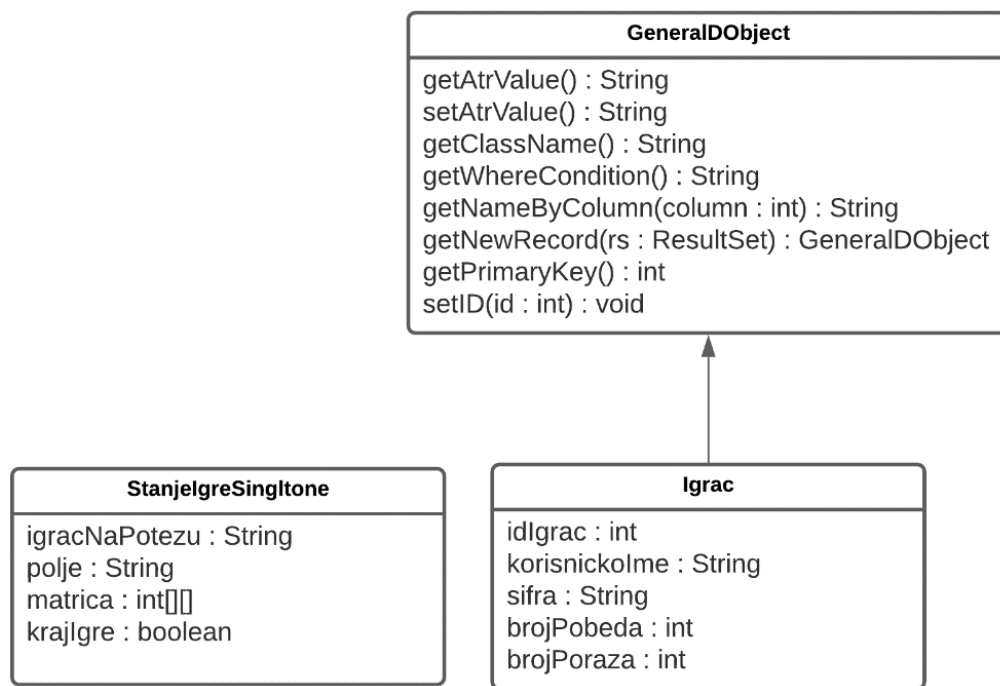 GeneralDObject
getAtrValue() : String
setAtrValue() : String
getClassName() : String
getWhereCondition() : String
getNameByColumn(column : int) : String
getNewRecord(rs : ResultSet) : GeneralDObject
getPrimaryKey() : int
setID(id : int) : void
StanjeIgreSingltone
igracNaPotezu : String
polje : String
matrica : int[][]
krajIgre : boolean
Igrac
idIgrac : int
korisnickoIme : String
sifra : String
brojPobeda : int
brojPoraza : int